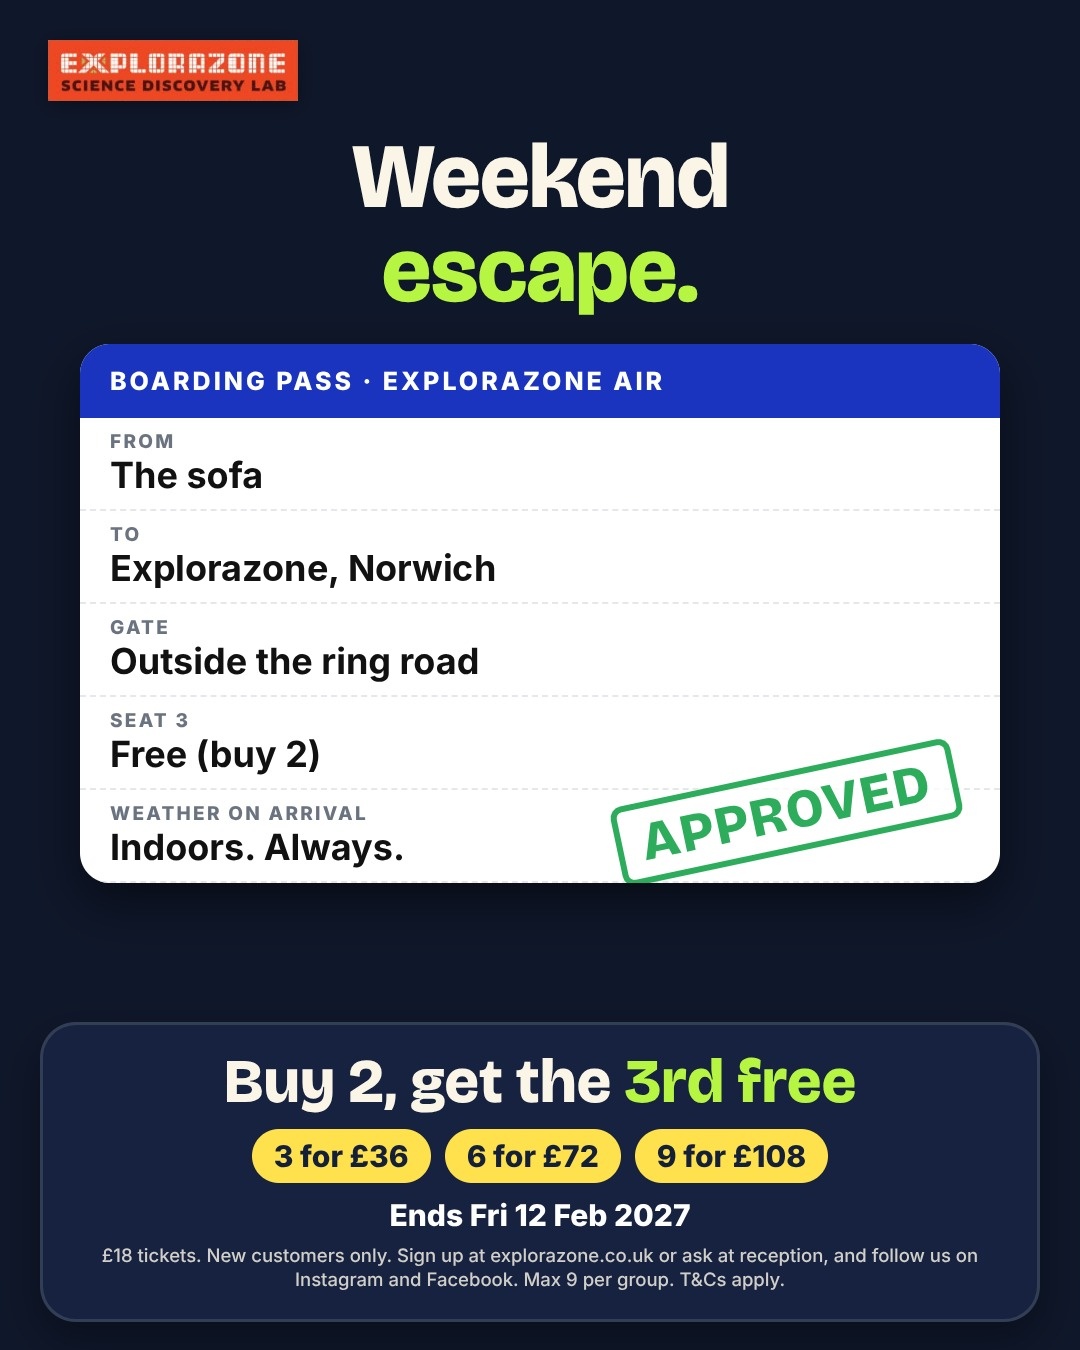 EXPLORAZONE
SCIENCE DISCOVERY LAB
Weekend
escape.
BOARDING PASS · EXPLORAZONE AIR
FROM
The sofa
TO
Explorazone, Norwich
GATE
Outside the ring road
SEAT 3
Free (buy 2)
WEATHER ON ARRIVAL
Indoors. Always.
APPROVED
Buy 2, get the 3rd free
3 for £36 6 for £72 9 for £108
Ends Fri 12 Feb 2027
£18 tickets. New customers only. Sign up at explorazone.co.uk or ask at reception, and follow us on
Instagram and Facebook. Max 9 per group. T&Cs apply.